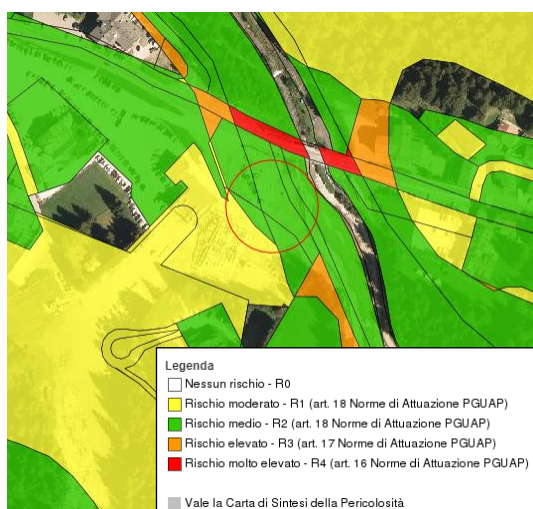 Legenda
Nessun rischio - R0
Rischio moderato - R1 (art. 18 Norme di Attuazione PGUAP)
Rischio medio - R2 (art. 18 Norme di Attuazione PGUAP)
Rischio elevato - R3 (art. 17 Norme di Attuazione PGUAP)
Rischio molto elevato - R4 (art. 16 Norme di Attuazione PGUAP)
Vale la Carta di Sintesi della Pericolosità